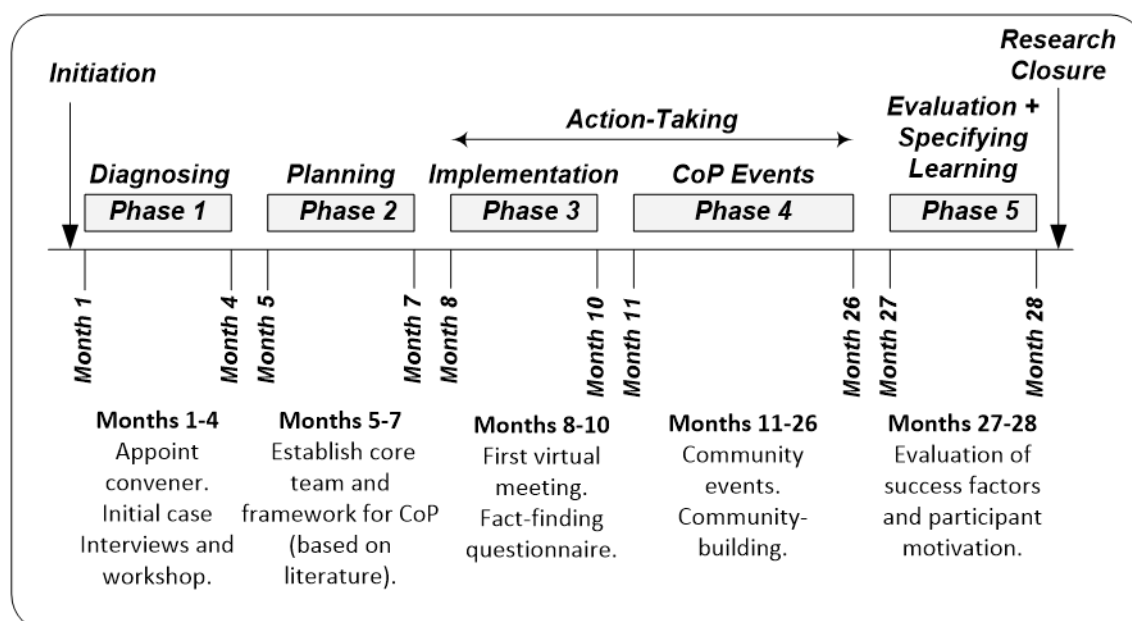 Initiation
Research
Closure
Action-Taking
Evaluation +
Specifying
Learning
Diagnosing
Planning
Implementation
CoP Events
Phase 1
Phase 2
Phase 3
Phase 4
Phase 5
Month 1
Month 4
Month 5
Month 7
Month 8
Month 10
Month 11
Month 26
Month 27
Month 28
Months 1-4
Appoint
convener.
Initial case
Interviews and
workshop.
Months 5-7
Establish core
team and
framework for CoP
(based on
literature).
Months 8-10
First virtual
meeting.
Fact-finding
questionnaire.
Months 11-26
Community
events.
Community-
building.
Months 27-28
Evaluation of
success factors
and participant
motivation.